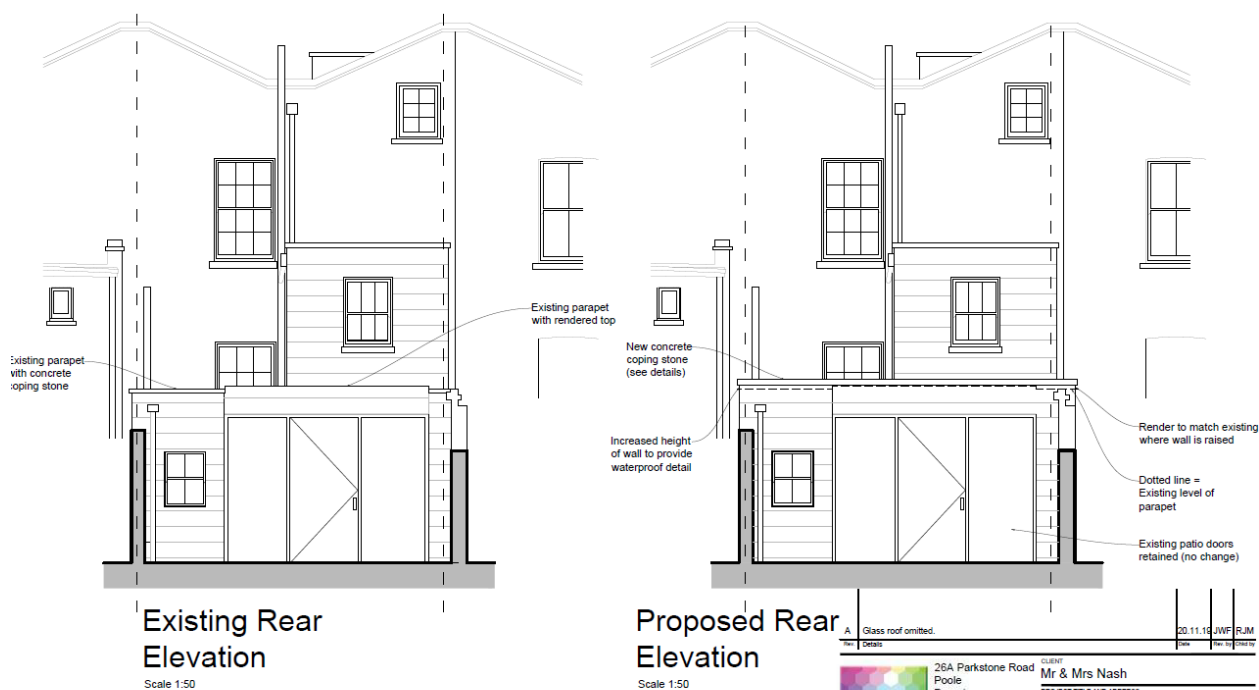 Existing parapet
with rendered top
Existing parapet
with concrete
coping stone
Existing Rear
Elevation
Scale 1:50
New concrete
coping stone
(see details)
Increased height
of wall to provide
waterproof detail
Render to match existing
where wall is raised
Dotted line =
Existing level of
parapet
Existing patio doors
retained (no change)
Proposed Rear
Elevation
Scale 1:50
A Glass roof omitted. 20.11.19 JWF RJM
Rev. Details Date Rev. by Chkd by
26A Parkstone Road
Poole
CLIENT
Mr & Mrs Nash